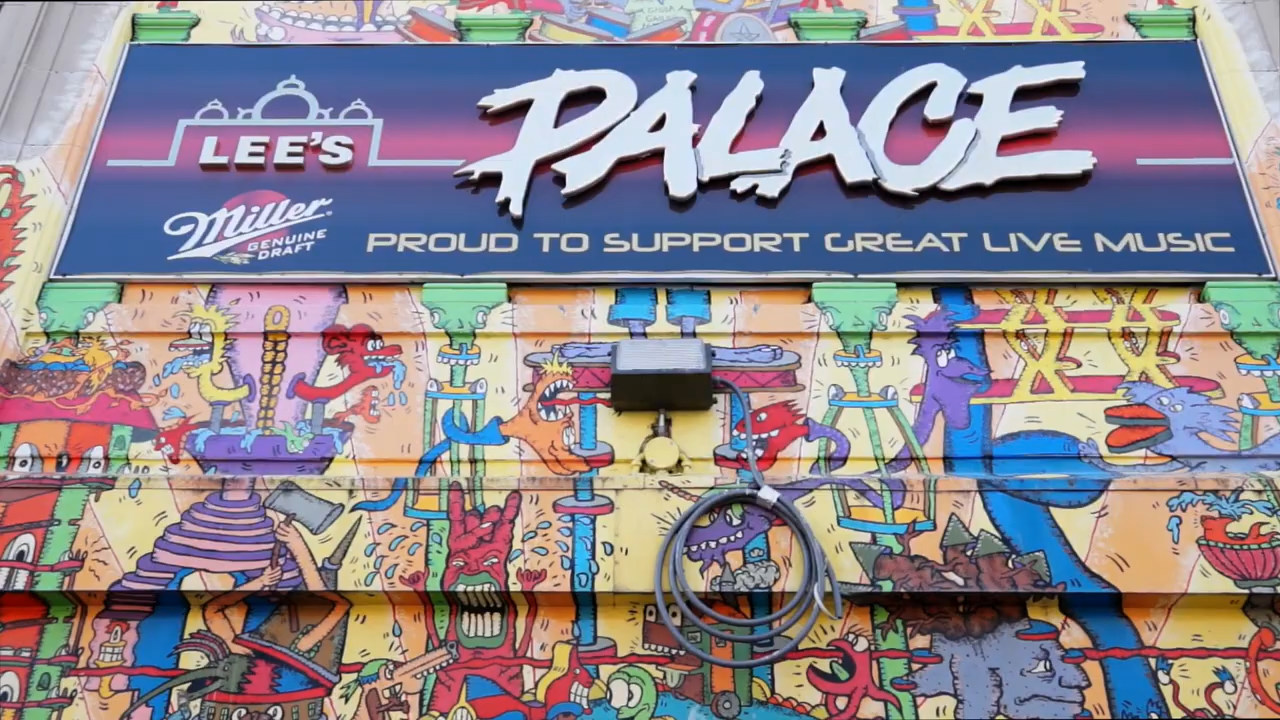 LEE'S
PALACE
Miller
GENUINE
DRAFT
PROUD TO SUPPORT GREAT LIVE MUSIC